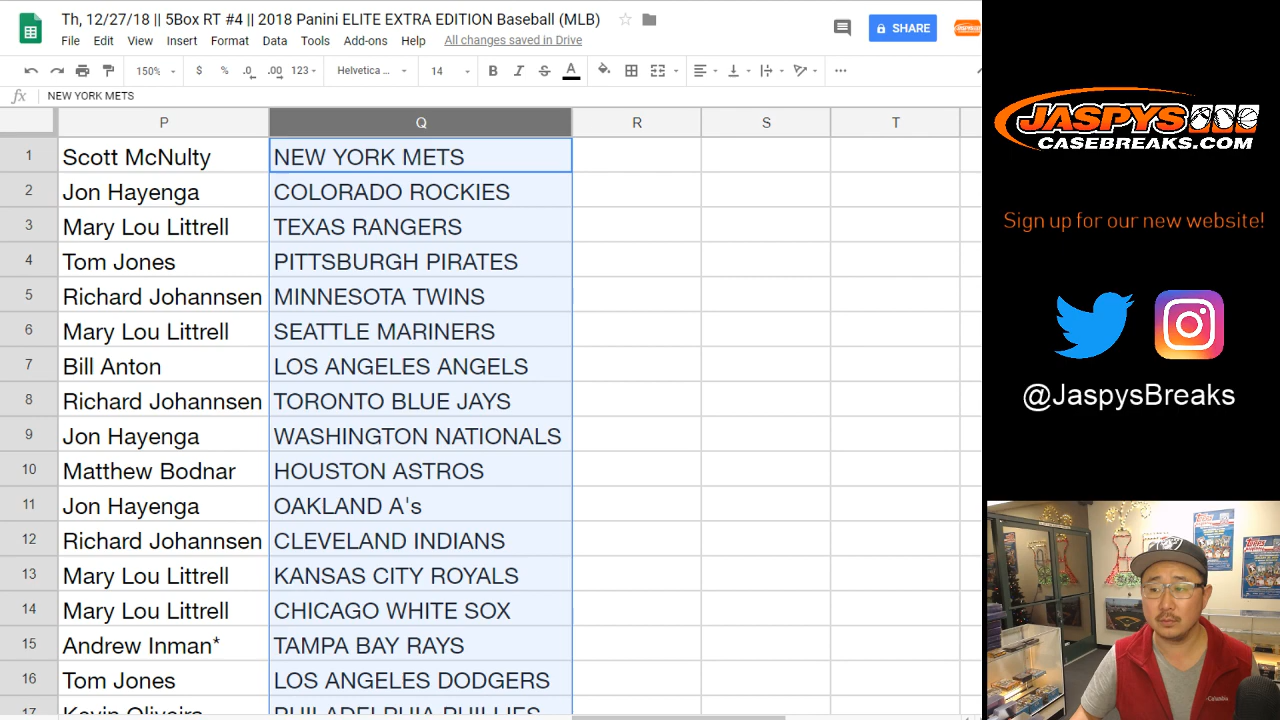 Th, 12/27/18 || 5Box RT #4 || 2018 Panini ELITE EXTRA EDITION Baseball (MLB)
File Edit View Insert Format Data Tools Add-ons Help All changes saved in Drive
SHARE
150% $ % .0 .00 123 Helvetica ... 14 B I S A
fx NEW YORK METS
P Q R S T
1 Scott McNulty NEW YORK METS
2 Jon Hayenga COLORADO ROCKIES
3 Mary Lou Littrell TEXAS RANGERS
4 Tom Jones PITTSBURGH PIRATES
5 Richard Johannsen MINNESOTA TWINS
6 Mary Lou Littrell SEATTLE MARINERS
7 Bill Anton LOS ANGELES ANGELS
8 Richard Johannsen TORONTO BLUE JAYS
9 Jon Hayenga WASHINGTON NATIONALS
10 Matthew Bodnar HOUSTON ASTROS
11 Jon Hayenga OAKLAND A's
12 Richard Johannsen CLEVELAND INDIANS
13 Mary Lou Littrell KANSAS CITY ROYALS
14 Mary Lou Littrell CHICAGO WHITE SOX
15 Andrew Inman* TAMPA BAY RAYS
16 Tom Jones LOS ANGELES DODGERS
17 Kevin Oliveira PHILADELPHIA PHILLIES
JASPYS
CASEBREAKS.COM
Sign up for our new website!
@JaspysBreaks
Columbia